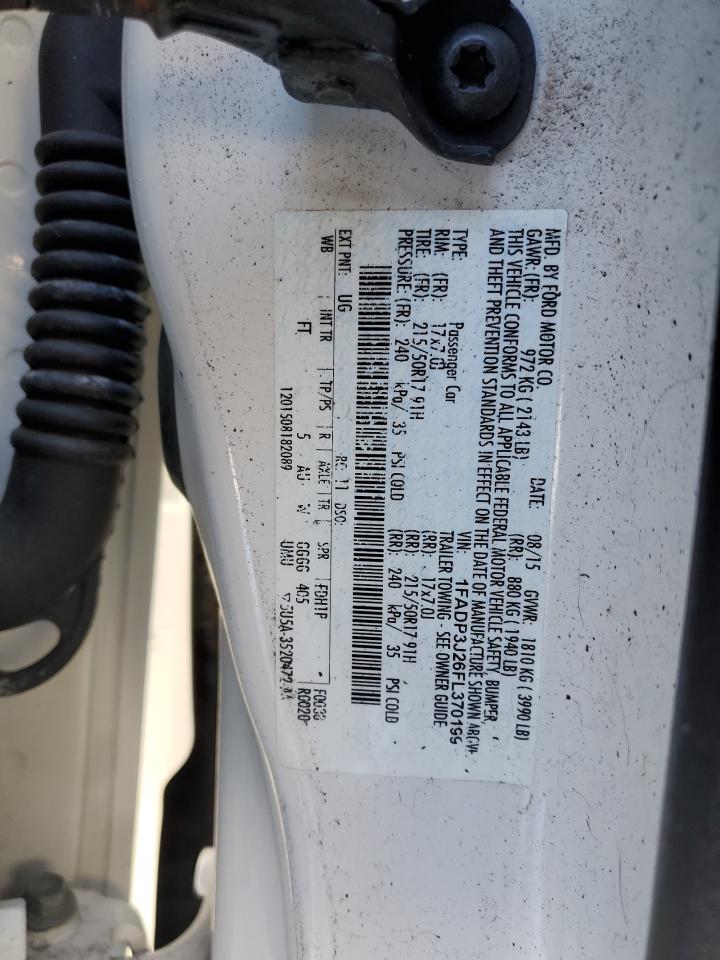 MFD. BY FORD MOTOR CO.
DATE: 08/15 GVWR: 1810 KG ( 3990 LB)
GAWR: (FR): 972 KG ( 2143 LB) (RR): 880 KG ( 1940 LB)
THIS VEHICLE CONFORMS TO ALL APPLICABLE FEDERAL MOTOR VEHICLE SAFETY, BUMPER,
AND THEFT PREVENTION STANDARDS IN EFFECT ON THE DATE OF MANUFACTURE SHOWN ABOVE.
VIN: 1FADP3J26FL370199
TYPE: Passenger Car TRAILER TOWING - SEE OWNER GUIDE
RIM: (FR): 17x7.0J (RR): 17x7.0J
TIRE: (FR): 215/50R17 91H (RR): 215/50R17 91H
PRESSURE (FR): 240 kPa/ 35 PSI COLD (RR): 240 kPa/ 35 PSI COLD
EXT PNT: UG RC: 11 DSO:
WB INT TR TP/PS R AXLE TR SPR
FT 5 GGGG 405
UMU
1201508182089